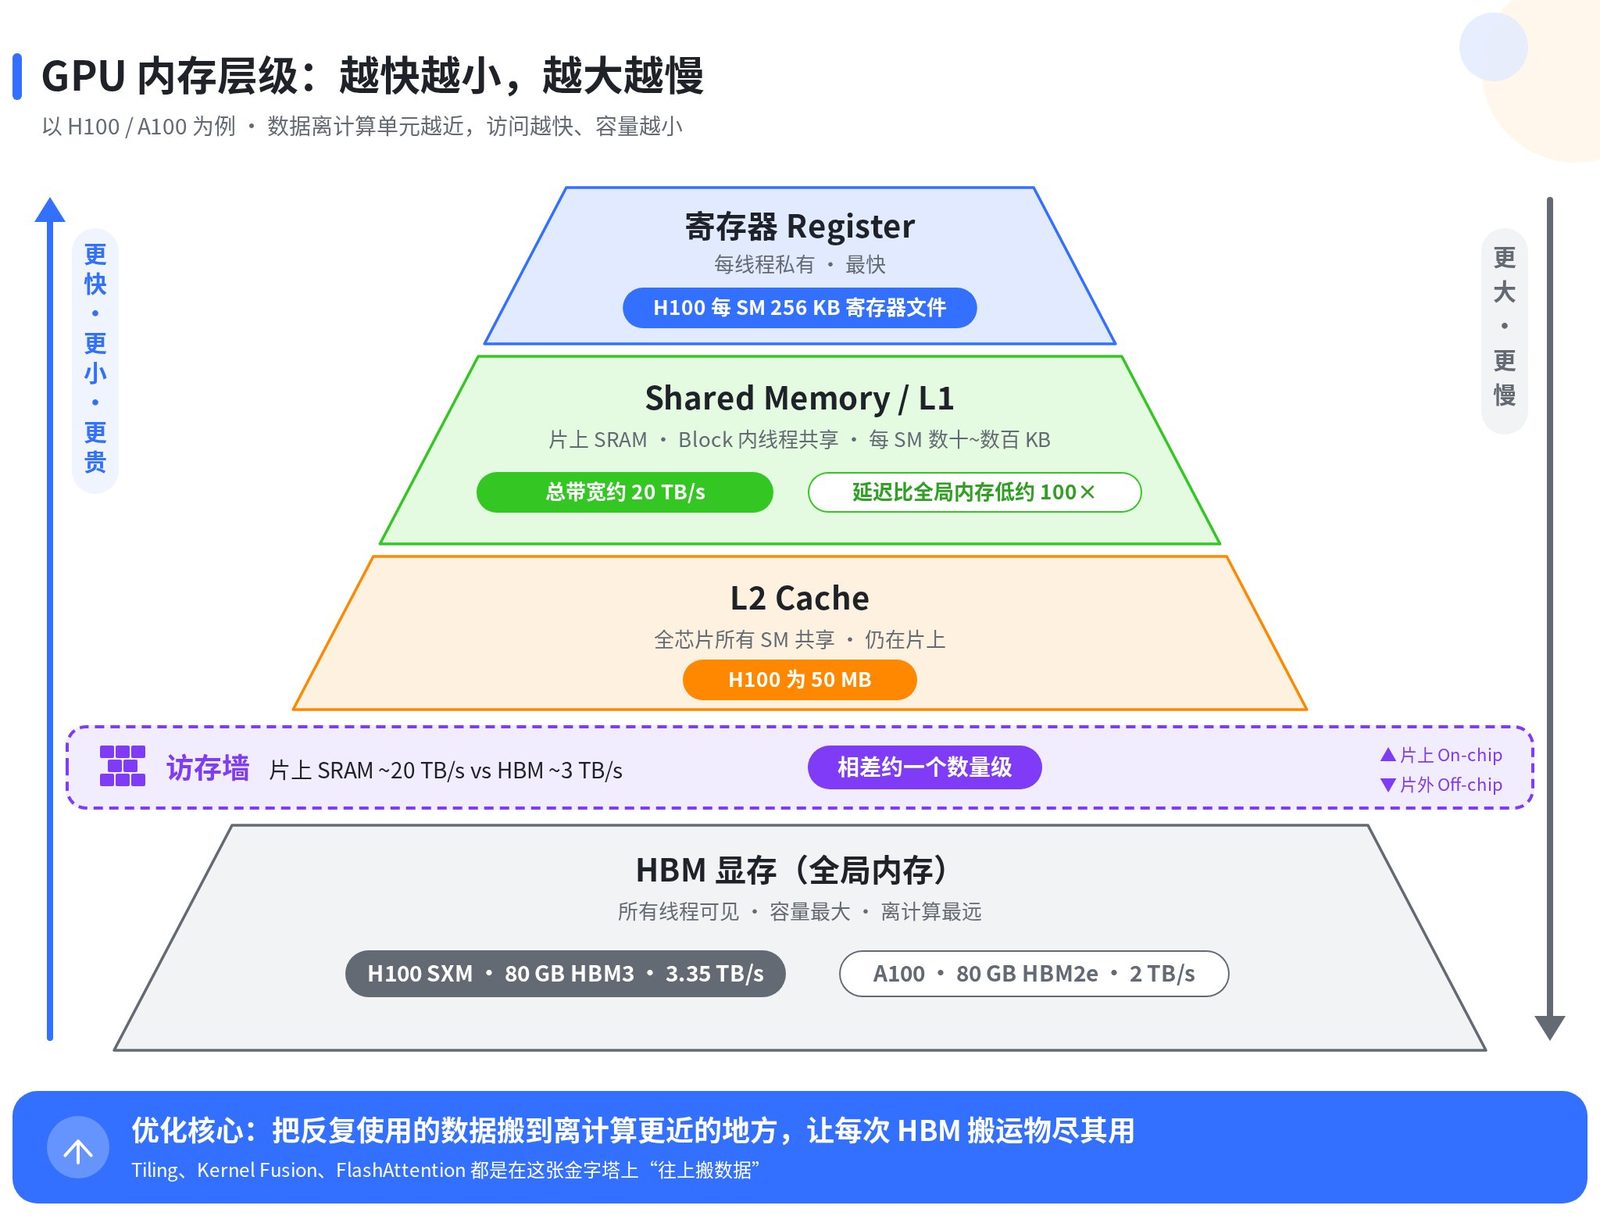 GPU 内存层级：越快越小，越大越慢
以 H100 / A100 为例 · 数据离计算单元越近，访问越快、容量越小
更快·更小·更贵
更大·更慢
寄存器 Register
每线程私有 · 最快
H100 每 SM 256 KB 寄存器文件
Shared Memory / L1
片上 SRAM · Block 内线程共享 · 每 SM 数十~数百 KB
总带宽约 20 TB/s
延迟比全局内存低约 100×
L2 Cache
全芯片所有 SM 共享 · 仍在片上
H100 为 50 MB
访存墙 片上 SRAM ~20 TB/s vs HBM ~3 TB/s
相差约一个数量级
▲片上 On-chip
▼片外 Off-chip
HBM 显存（全局内存）
所有线程可见 · 容量最大 · 离计算最远
H100 SXM · 80 GB HBM3 · 3.35 TB/s
A100 · 80 GB HBM2e · 2 TB/s
优化核心：把反复使用的数据搬到离计算更近的地方，让每次 HBM 搬运物尽其用
Tiling、Kernel Fusion、FlashAttention 都是在这张金字塔上“往上搬数据”